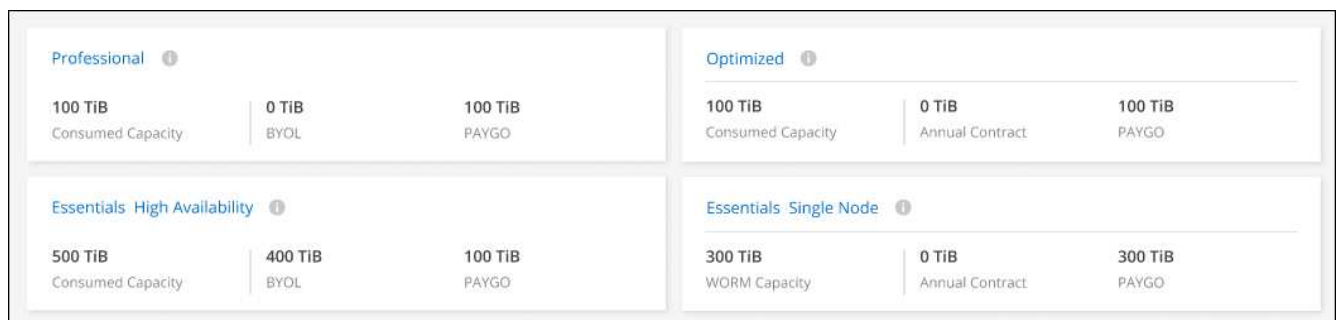 Professional
100 TiB 0 TiB 100 TiB
Consumed Capacity BYOL PAYGO
Optimized
100 TiB 0 TiB 100 TiB
Consumed Capacity Annual Contract PAYGO
Essentials High Availability
500 TiB 400 TiB 100 TiB
Consumed Capacity BYOL PAYGO
Essentials Single Node
300 TiB 0 TiB 300 TiB
WORM Capacity Annual Contract PAYGO